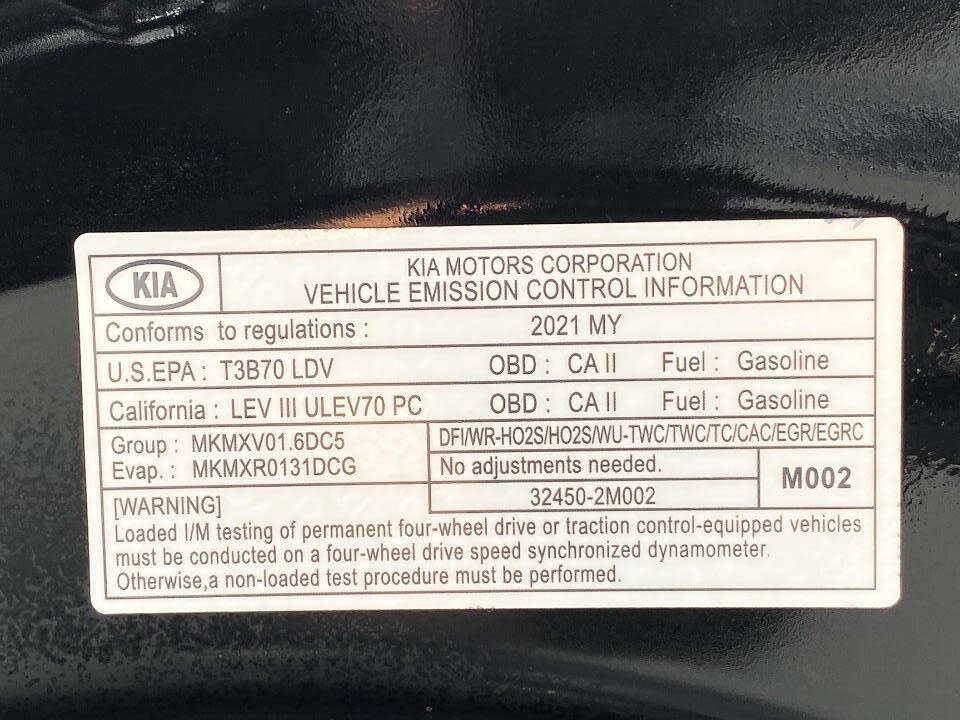 KIA
KIA MOTORS CORPORATION
VEHICLE EMISSION CONTROL INFORMATION
Conforms to regulations : 2021 MY
U.S.EPA : T3B70 LDV OBD : CA II Fuel : Gasoline
California : LEV III ULEV70 PC OBD : CA II Fuel : Gasoline
Group : MKMXV01.6DC5
Evap. : MKMXR0131DCG
DFI/WR-HO2S/HO2S/WU-TWC/TWC/TC/CAC/EGR/EGRC
No adjustments needed.
32450-2M002
M002
[WARNING]
Loaded I/M testing of permanent four-wheel drive or traction control-equipped vehicles
must be conducted on a four-wheel drive speed synchronized dynamometer.
Otherwise,a non-loaded test procedure must be performed.